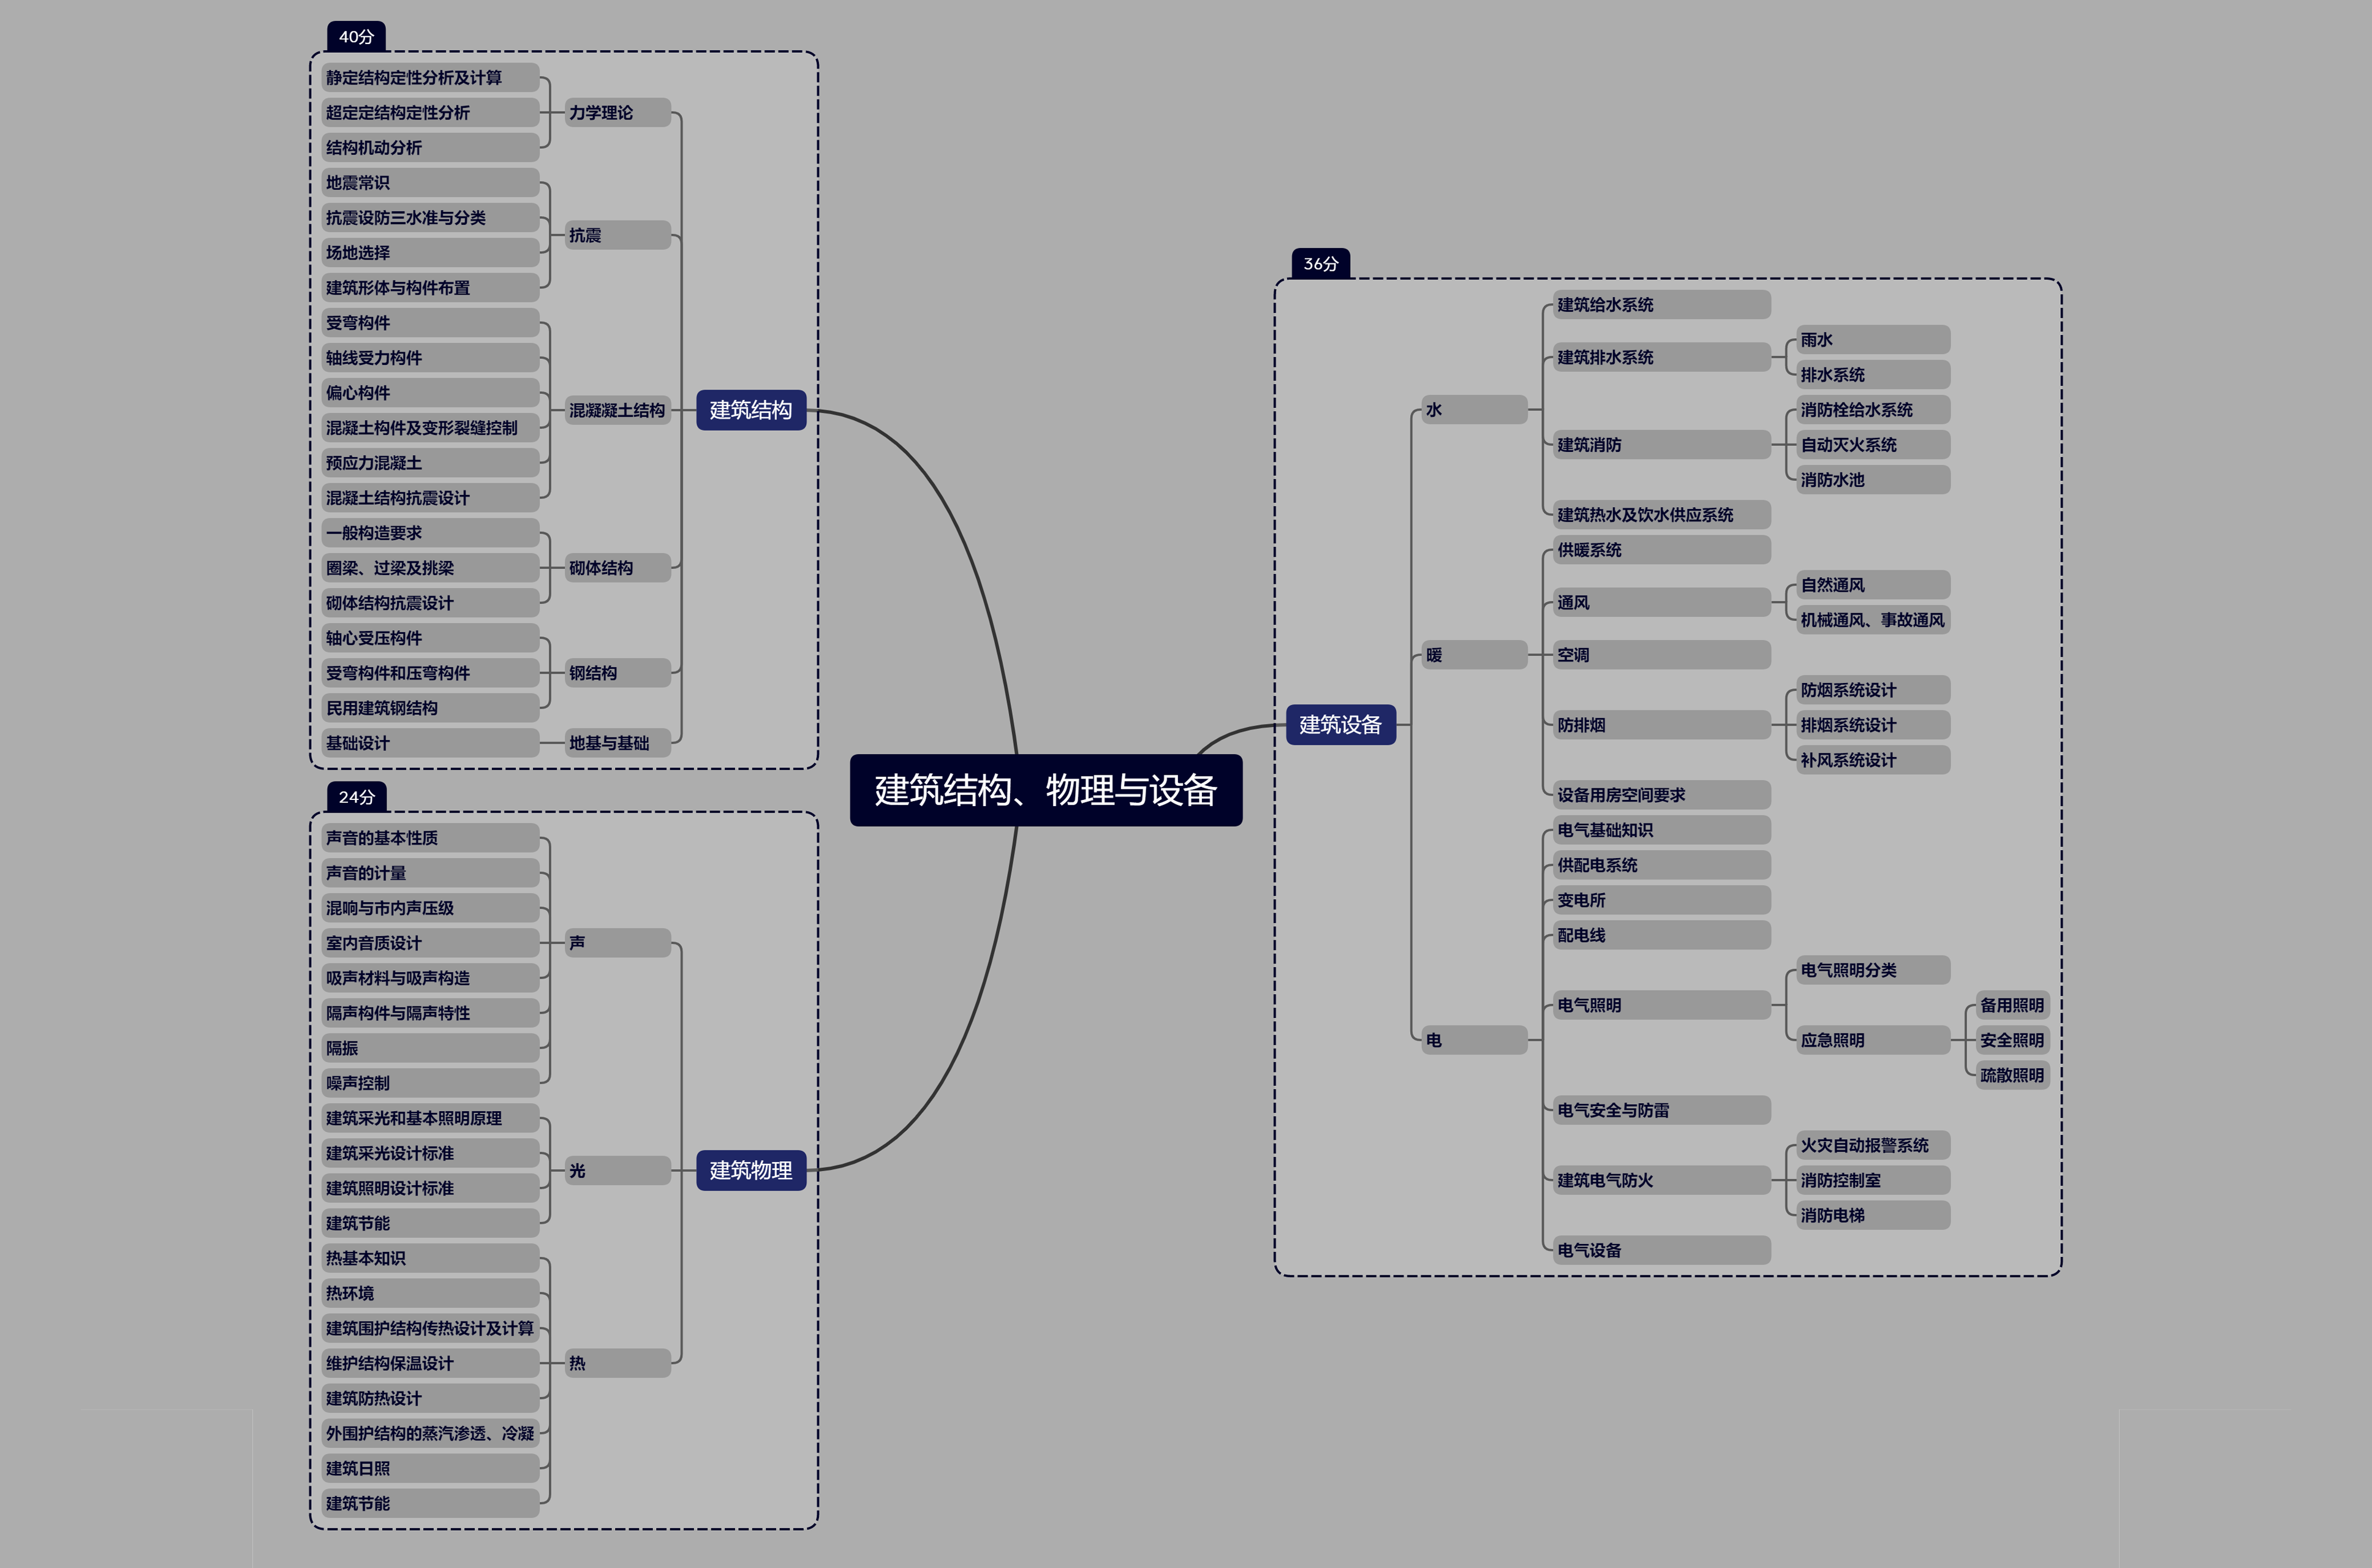 40分
静定结构定性分析及计算
超定定结构定性分析
结构机动分析
力学理论
地震常识
抗震设防三水准与分类
场地选择
建筑形体与构件布置
抗震
受弯构件
轴线受力构件
偏心构件
混凝土构件及变形裂缝控制
预应力混凝土
混凝土结构抗震设计
混凝凝土结构
一般构造要求
圈梁、过梁及挑梁
砌体结构抗震设计
砌体结构
轴心受压构件
受弯构件和压弯构件
民用建筑钢结构
钢结构
基础设计
地基与基础
建筑结构
24分
声音的基本性质
声音的计量
混响与市内声压级
室内音质设计
吸声材料与吸声构造
隔声构件与隔声特性
隔振
噪声控制
声
建筑采光和基本照明原理
建筑采光设计标准
建筑照明设计标准
建筑节能
光
热基本知识
热环境
建筑围护结构传热设计及计算
维护结构保温设计
建筑防热设计
外围护结构的蒸汽渗透、冷凝
建筑日照
建筑节能
热
建筑物理
建筑结构、物理与设备
36分
建筑设备
水
建筑给水系统
建筑排水系统
雨水
排水系统
建筑消防
消防栓给水系统
自动灭火系统
消防水池
建筑热水及饮水供应系统
暖
供暖系统
通风
自然通风
机械通风、事故通风
空调
防排烟
防烟系统设计
排烟系统设计
补风系统设计
设备用房空间要求
电
电气基础知识
供配电系统
变电所
配电线
电气照明
电气照明分类
应急照明
备用照明
安全照明
疏散照明
电气安全与防雷
建筑电气防火
火灾自动报警系统
消防控制室
消防电梯
电气设备